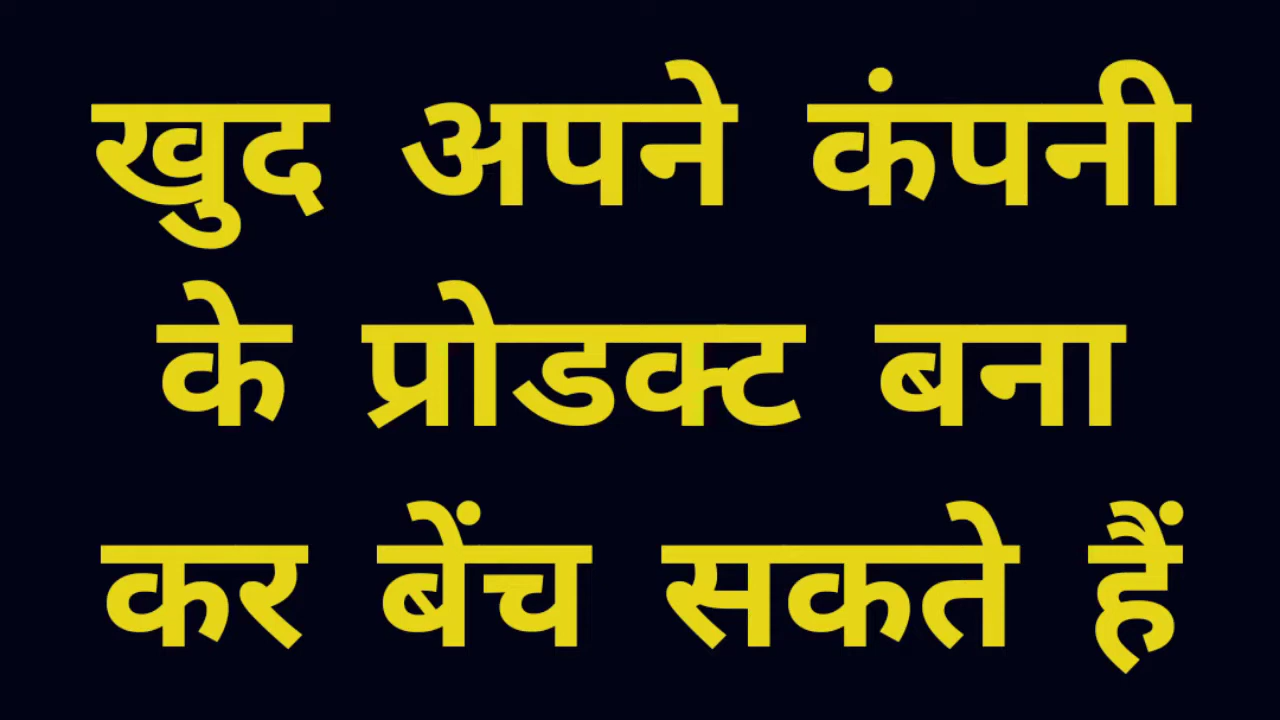 खुद अपने कंपनी
के प्रोडक्ट बना
कर बेंच सकते हैं